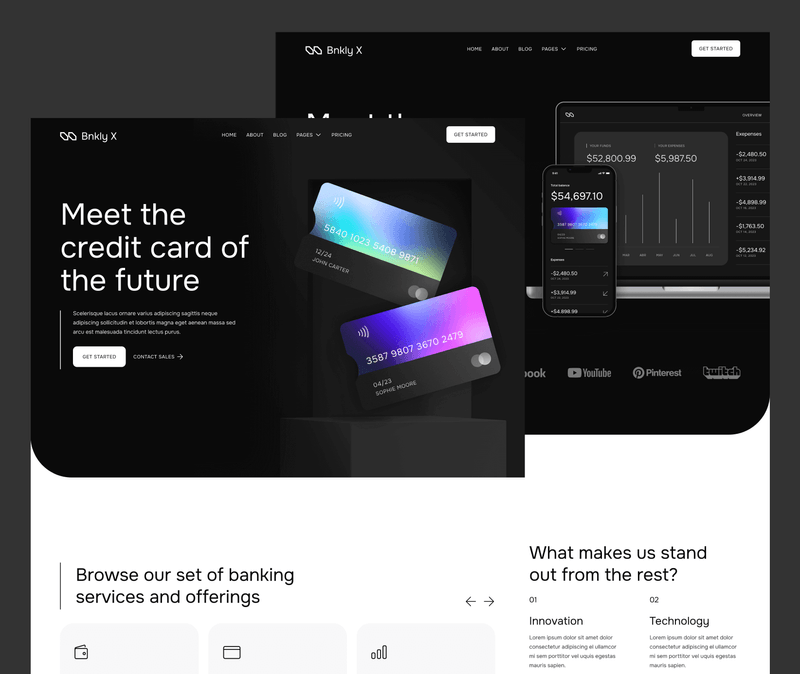 Bnkly X
HOME ABOUT BLOG PAGES PRICING
GET STARTED
Meet the
OVERVIEW
YOUR FUNDS
$52,800.99
YOUR EXPENSES
$5,987.50
Exepenses
-$2,480.50
+$3,914.99
-$4,898.99
-$1,763.50
-$5,234.92
Total balance
$54,697.10
Expenses
-$2,480.50
+$3,914.99
-$4,898.99
book
YouTube
Pinterest
twitch
Bnkly X
HOME ABOUT BLOG PAGES PRICING
GET STARTED
Meet the
credit card of
the future
Scelerisque lacus ornare varius adipiscing sagittis neque
adipiscing sollicitudin et lobortis magna eget aenean massa sed
arcu est malesuada tincidunt lectus purus.
GET STARTED
CONTACT SALES
5840 1023 5408 9871
12/24
JOHN CARTER
3587 9807 3670 2479
04/23
SOPHIE MOORE
Browse our set of banking
services and offerings
What makes us stand
out from the rest?
01
Innovation
Lorem ipsum dolor sit amet dolm
consectetur adipiscing el ullamcor
mi sem porttitor vel uquis egestas
mauris sapien.
02
Technology
Lorem ipsum dolor sit amet dolm
consectetur adipiscing el ullamcor
mi sem porttitor vel uquis egestas
mauris sapien.